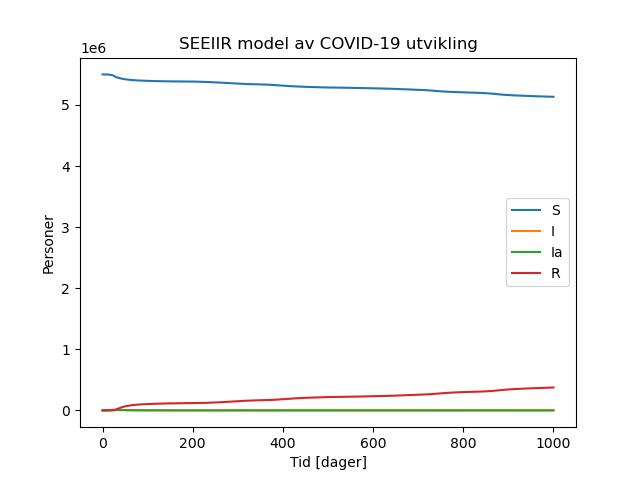 SEEIIR model av COVID-19 utvikling
1e6
5
4
3
2
1
0
Personer
S
I
Ia
R
0 200 400 600 800 1000
Tid [dager]